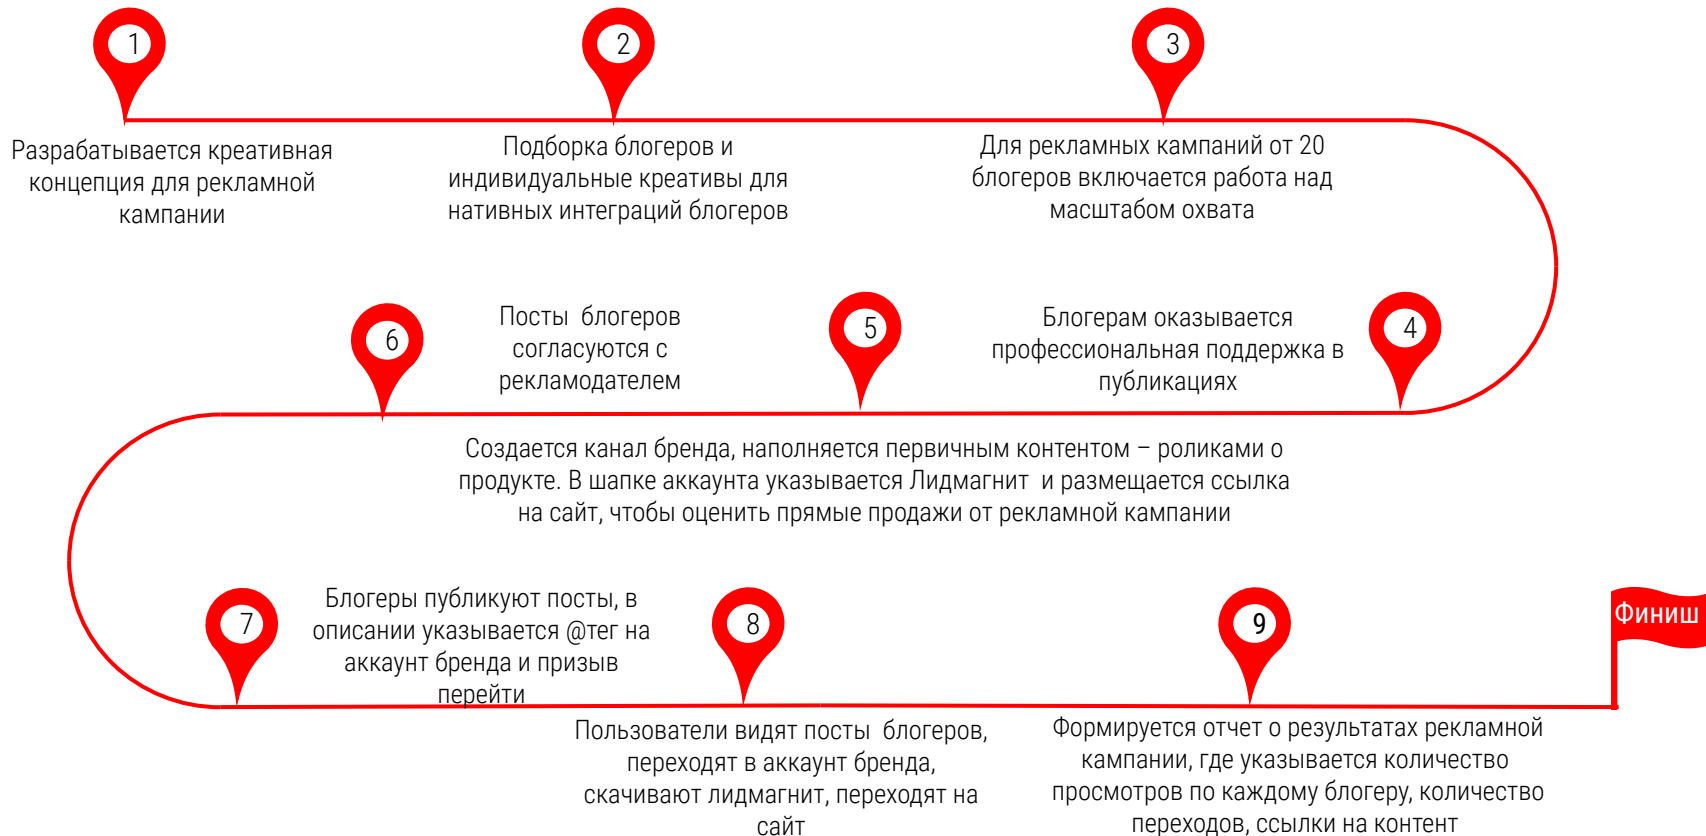 1
Разрабатывается креативная
концепция для рекламной
кампании
2
Подборка блогеров и
индивидуальные креативы для
нативных интеграций блогеров
3
Для рекламных кампаний от 20
блогеров включается работа над
масштабом охвата
4
Блогерам оказывается
профессиональная поддержка в
публикациях
5
Создается канал бренда, наполняется первичным контентом – роликами о
продукте. В шапке аккаунта указывается Лидмагнит и размещается ссылка
на сайт, чтобы оценить прямые продажи от рекламной кампании
6
Посты блогеров
согласуются с
рекламодателем
7
Блогеры публикуют посты, в
описании указывается @тег на
аккаунт бренда и призыв
перейти
8
Пользователи видят посты блогеров,
переходят в аккаунт бренда,
скачивают лидмагнит, переходят на
сайт
9
Формируется отчет о результатах рекламной
кампании, где указывается количество
просмотров по каждому блогеру, количество
переходов, ссылки на контент
Финиш